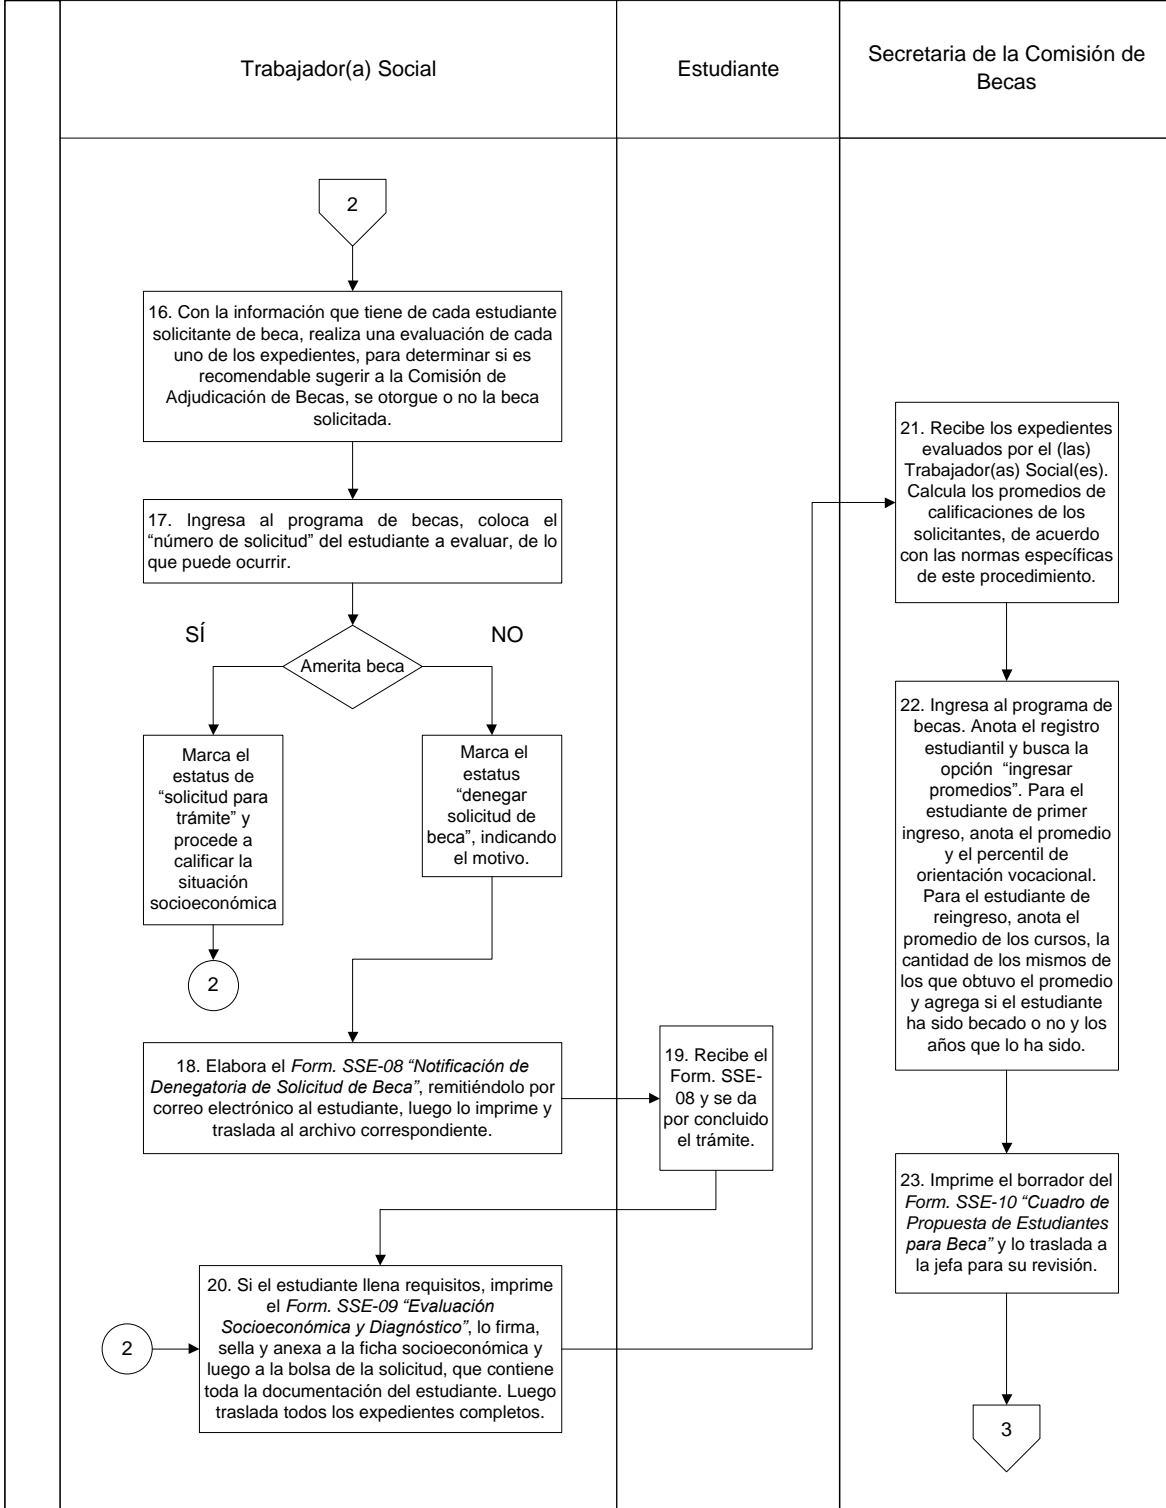 Trabajador(a) Social
Estudiante
Secretaria de la Comisión de
Becas
2
16. Con la información que tiene de cada estudiante
solicitante de beca, realiza una evaluación de cada
uno de los expedientes, para determinar si es
recomendable sugerir a la Comisión de
Adjudicación de Becas, se otorgue o no la beca
solicitada.
17. Ingresa al programa de becas, coloca el
“número de solicitud” del estudiante a evaluar, de lo
que puede ocurrir.
SÍ
NO
Amerita beca
Marca el
estatus de
“solicitud para
trámite” y
procede a
calificar la
situación
socioeconómica
Marca el
estatus
“denegar
solicitud de
beca”, indicando
el motivo.
2
18. Elabora el Form. SSE-08 “Notificación de
Denegatoria de Solicitud de Beca”, remitiéndolo por
correo electrónico al estudiante, luego lo imprime y
traslada al archivo correspondiente.
19. Recibe el
Form. SSE-
08 y se da
por concluido
el trámite.
2
20. Si el estudiante llena requisitos, imprime
el Form. SSE-09 “Evaluación
Socioeconómica y Diagnóstico”, lo firma,
sella y anexa a la ficha socioeconómica y
luego a la bolsa de la solicitud, que contiene
toda la documentación del estudiante. Luego
traslada todos los expedientes completos.
21. Recibe los expedientes
evaluados por el (las)
Trabajador(as) Social(es).
Calcula los promedios de
calificaciones de los
solicitantes, de acuerdo
con las normas específicas
de este procedimiento.
22. Ingresa al programa de
becas. Anota el registro
estudiantil y busca la
opción “ingresar
promedios”. Para el
estudiante de primer
ingreso, anota el promedio
y el percentil de
orientación vocacional.
Para el estudiante de
reingreso, anota el
promedio de los cursos, la
cantidad de los mismos de
los que obtuvo el promedio
y agrega si el estudiante
ha sido becado o no y los
años que lo ha sido.
23. Imprime el borrador del
Form. SSE-10 “Cuadro de
Propuesta de Estudiantes
para Beca” y lo traslada a
la jefa para su revisión.
3